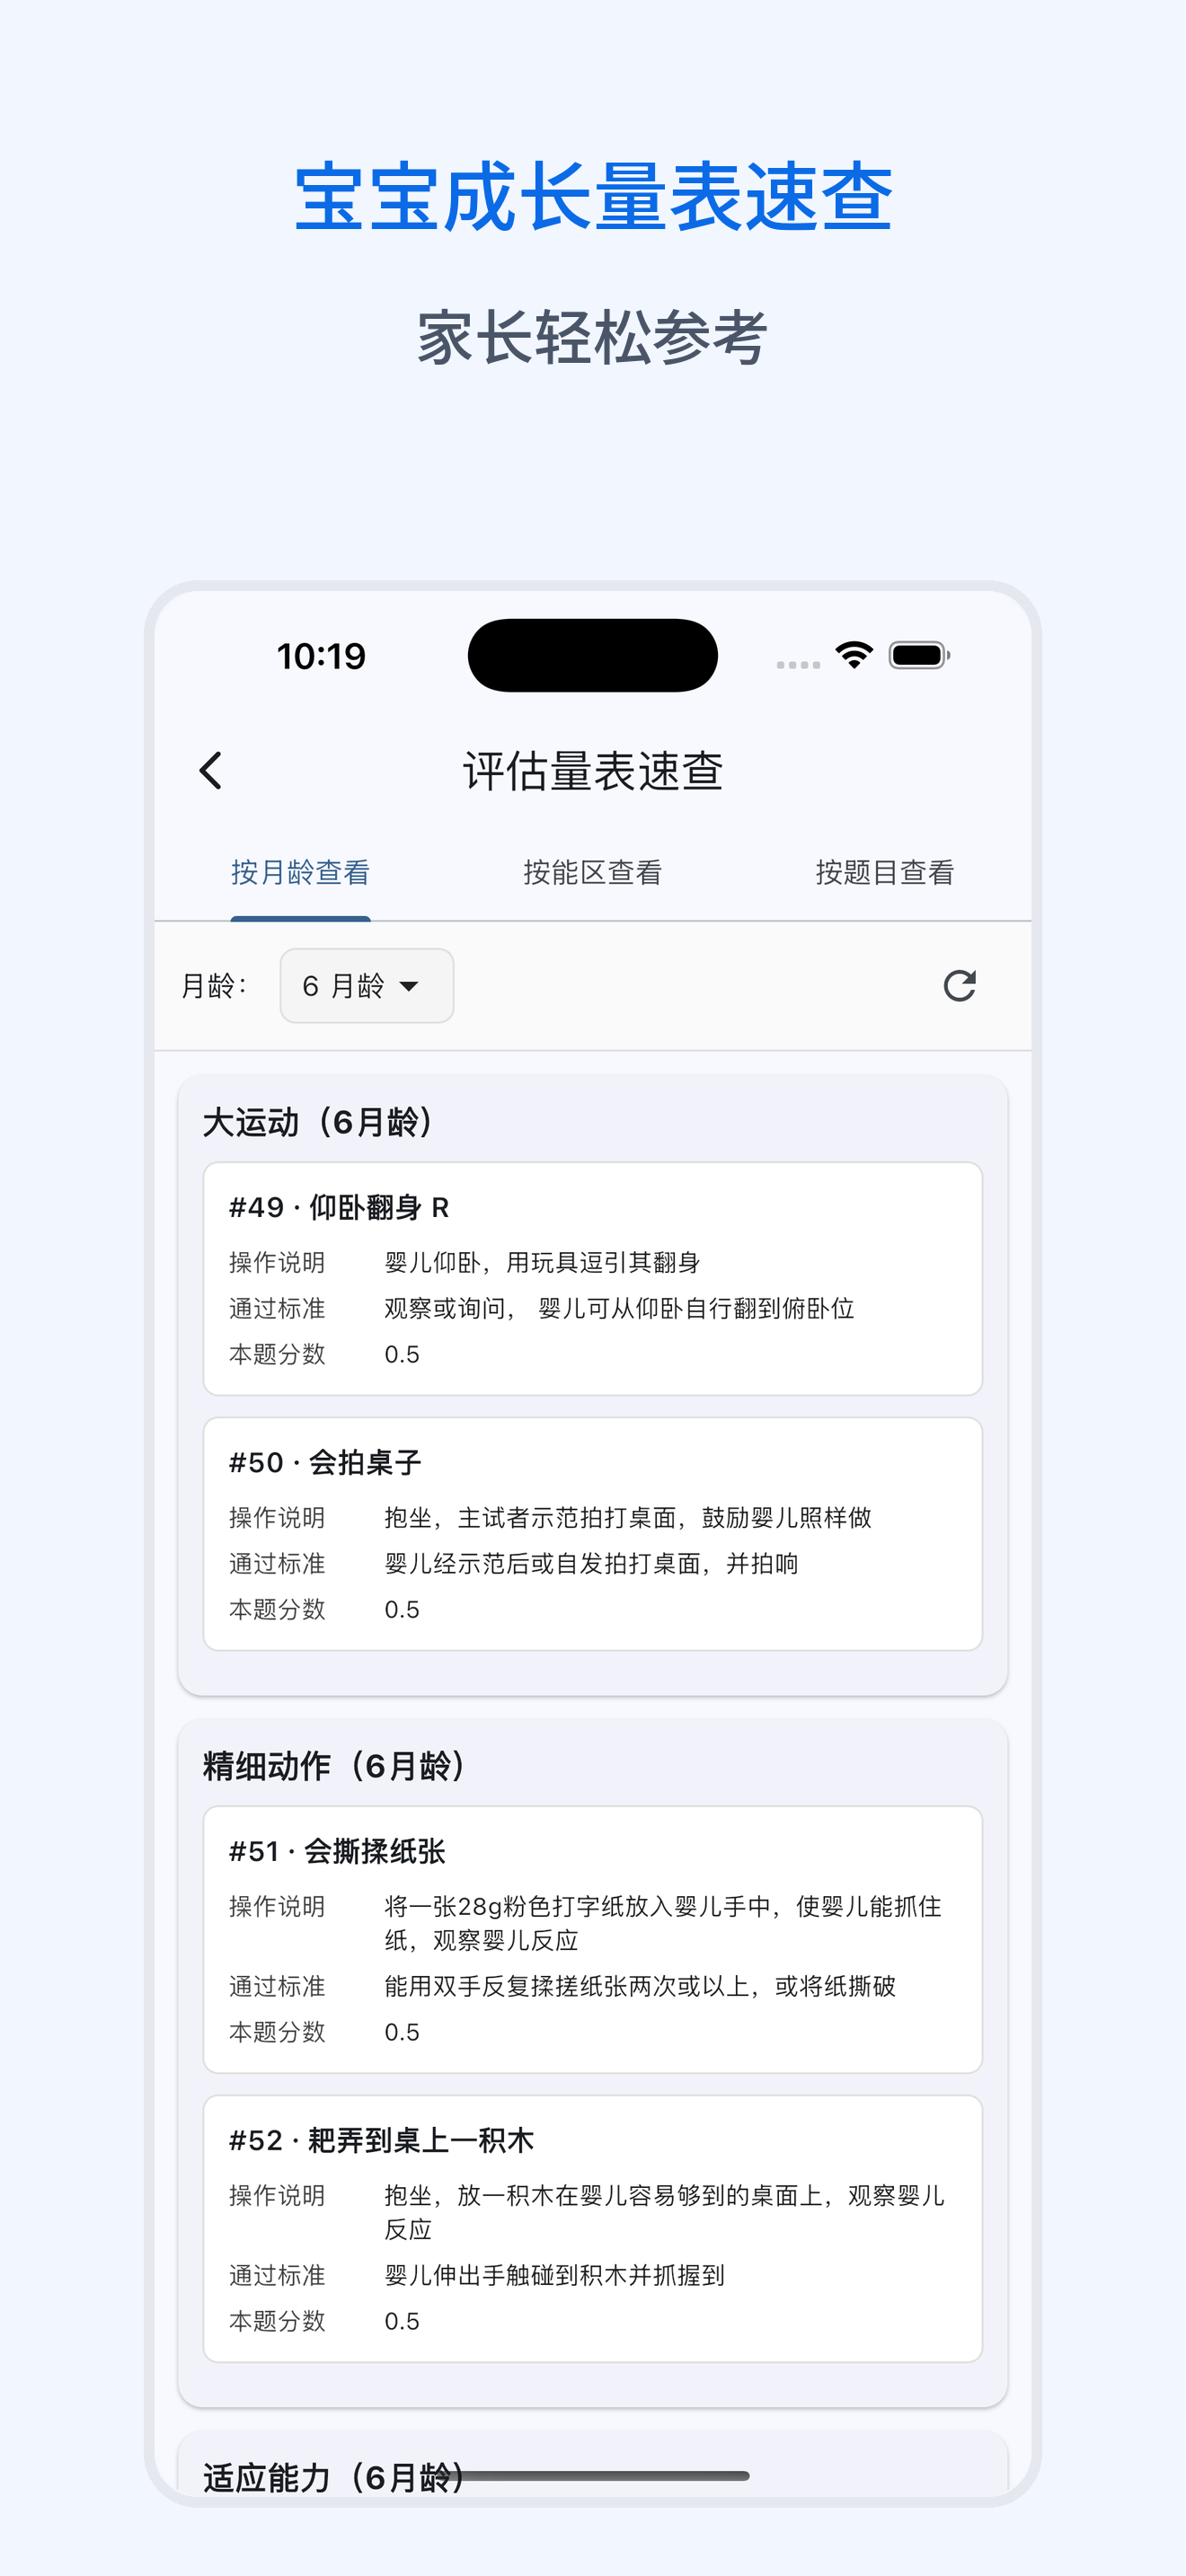 宝宝成长量表速查
家长轻松参考
10:19
评估量表速查
按月龄查看
按能区查看
按题目查看
月龄：
6 月龄
大运动（6月龄）
#49 · 仰卧翻身 R
操作说明 婴儿仰卧，用玩具逗引其翻身
通过标准 观察或询问， 婴儿可从仰卧自行翻到俯卧位
本题分数 0.5
#50 · 会拍桌子
操作说明 抱坐，主试者示范拍打桌面，鼓励婴儿照样做
通过标准 婴儿经示范后或自发拍打桌面，并拍响
本题分数 0.5
精细动作（6月龄）
#51 · 会撕揉纸张
操作说明 将一张28g粉色打字纸放入婴儿手中，使婴儿能抓住
纸，观察婴儿反应
通过标准 能用双手反复揉搓纸张两次或以上，或将纸撕破
本题分数 0.5
#52 · 耙弄到桌上一积木
操作说明 抱坐，放一积木在婴儿容易够到的桌面上，观察婴儿
反应
通过标准 婴儿伸出手触碰到积木并抓握到
本题分数 0.5
适应能力（6月龄）